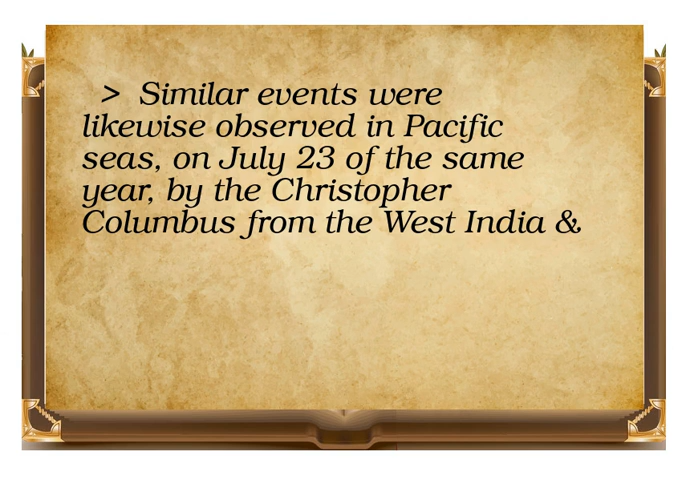 > Similar events were
likewise observed in Pacific
seas, on July 23 of the same
year, by the Christopher
Columbus from the West India &